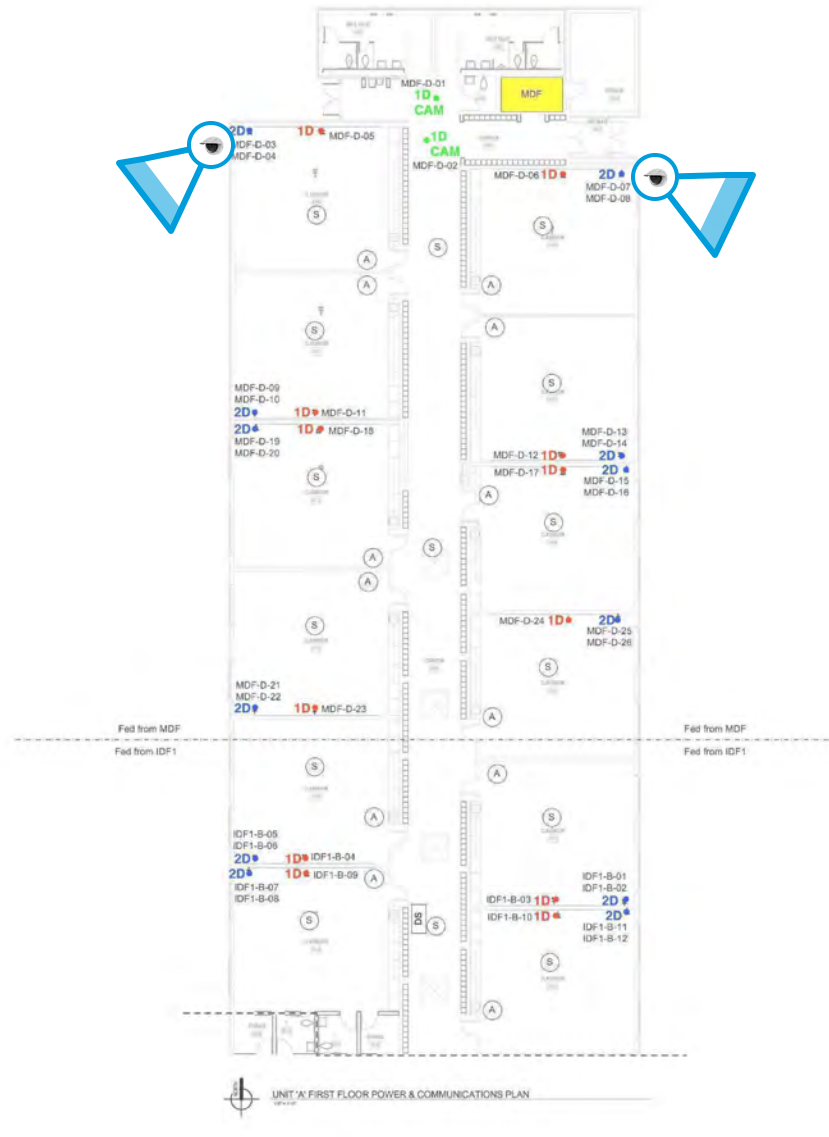 MDF-D-01
1D
CAM
MDF
2D
MDF-D-03
MDF-D-04
1D
MDF-D-05
1D
CAM
MDF-D-02
MDF-D-06
1D
2D
MDF-D-07
MDF-D-08
S
S
S
A
A
A
A
S
S
MDF-D-09
MDF-D-10
2D
1D
MDF-D-11
2D
1D
MDF-D-18
MDF-D-19
MDF-D-20
MDF-D-13
MDF-D-14
MDF-D-12
1D
2D
MDF-D-17
1D
2D
MDF-D-15
MDF-D-16
S
A
S
S
A
A
S
MDF-D-24
1D
2D
MDF-D-25
MDF-D-26
S
MDF-D-21
MDF-D-22
2D
1D
MDF-D-23
A
Fed from MDF
Fed from MDF
Fed from IDF1
Fed from IDF1
S
A
A
S
IDF1-B-05
IDF1-B-06
2D
1D
IDF1-B-04
2D
1D
IDF1-B-09
IDF1-B-07
IDF1-B-08
A
IDF1-B-01
IDF1-B-02
IDF1-B-03
1D
2D
IDF1-B-10
1D
2D
IDF1-B-11
IDF1-B-12
S
DS
S
S
A
UNIT 'A' FIRST FLOOR POWER & COMMUNICATIONS PLAN